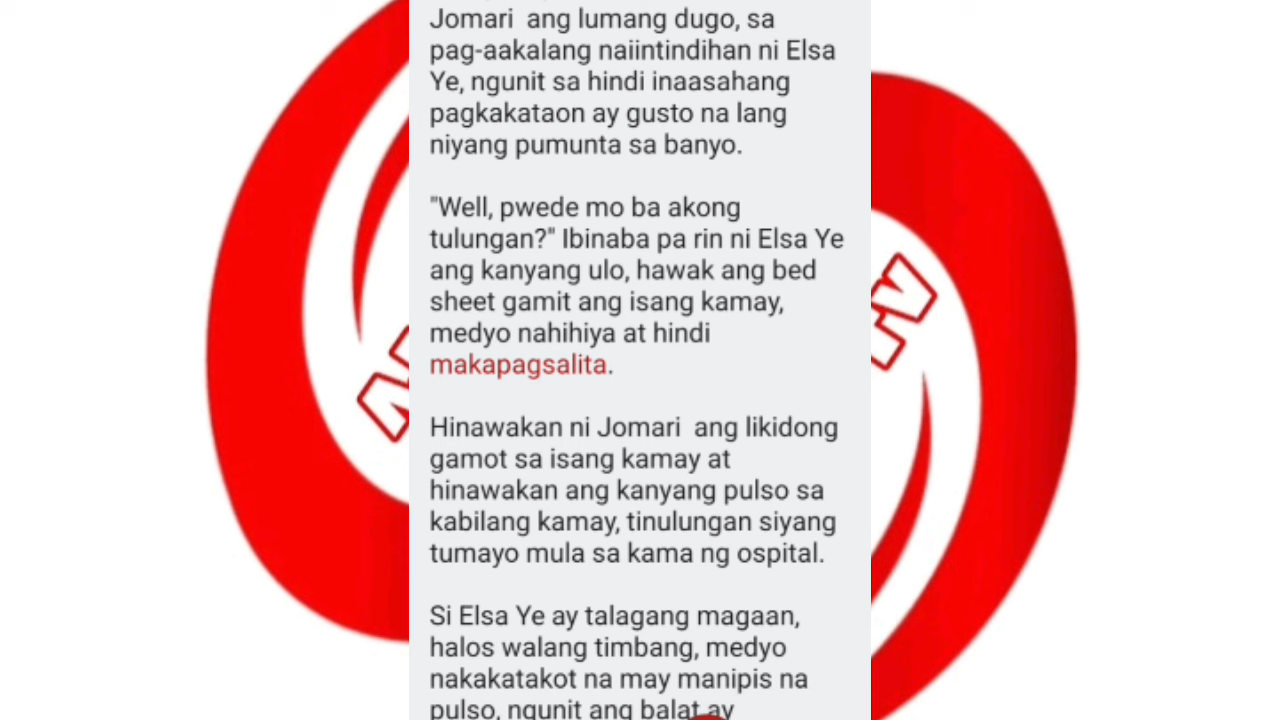 Jomari  ang lumang dugo, sa
pag-aakalang naiintindihan ni Elsa
Ye, ngunit sa hindi inaasahang
pagkakataon ay gusto na lang
niyang pumunta sa banyo.
"Well, pwede mo ba akong
tulungan?" Ibinaba pa rin ni Elsa Ye
ang kanyang ulo, hawak ang bed
sheet gamit ang isang kamay,
medyo nahihiya at hindi
makapagsalita.
Hinawakan ni Jomari  ang likidong
gamot sa isang kamay at
hinawakan ang kanyang pulso sa
kabilang kamay, tinulungan siyang
tumayo mula sa kama ng ospital.
Si Elsa Ye ay talagang magaan,
halos walang timbang, medyo
nakakatakot na may manipis na
pulso, ngunit ang balat ay